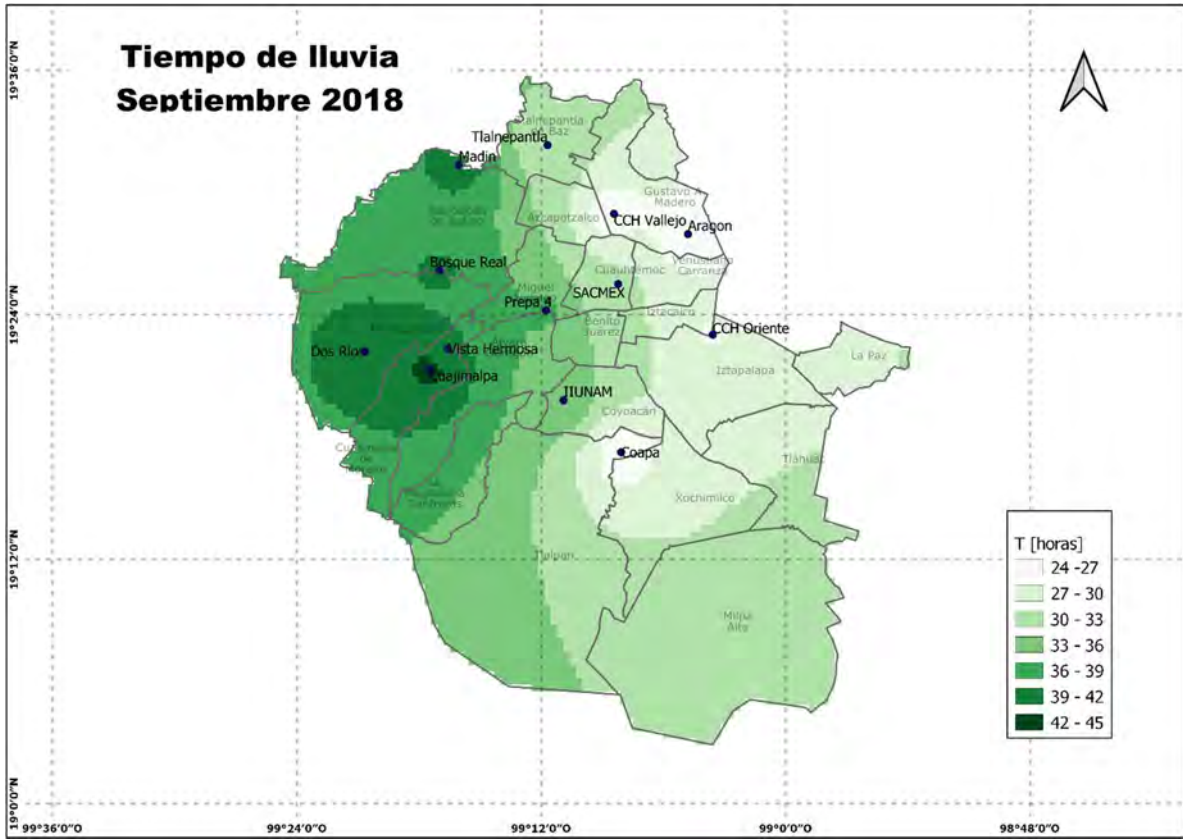 Tiempo de lluvia
Septiembre 2018
19°36'0"N
19°24'0"N
19°12'0"N
19°0'0"N
99°36'0"O
99°24'0"O
99°12'0"O
99°0'0"O
98°48'0"O
Tlalnepantla
de Baz
Tlalnepantla
Madin
Gustavo A.
Madero
CCH Vallejo
Aragon
Azcapotzalco
Bosque Real
Cuauhtémoc
Venustiano
Carranza
Miguel
SACMEX
Prepa 4
Iztacalco
Benito
Juárez
CCH Oriente
Dos Rio
Vista Hermosa
Cuajimalpa
La Paz
Iztapalapa
IIUNAM
Coyoacán
Coapa
Tláhuac
Xochimilco
Tlalpan
Milpa
Alta
T [horas]
24 -27
27 - 30
30 - 33
33 - 36
36 - 39
39 - 42
42 - 45